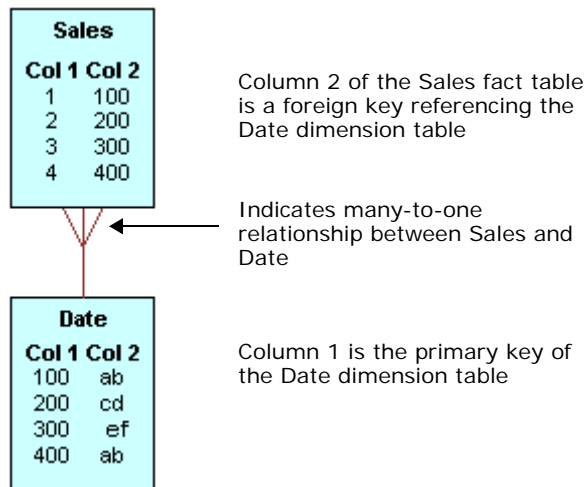 Sales
Col 1 Col 2
1 100
2 200
3 300
4 400
Column 2 of the Sales fact table
is a foreign key referencing the
Date dimension table
Indicates many-to-one
relationship between Sales and
Date
Date
Col 1 Col 2
100 ab
200 cd
300 ef
400 ab
Column 1 is the primary key of
the Date dimension table